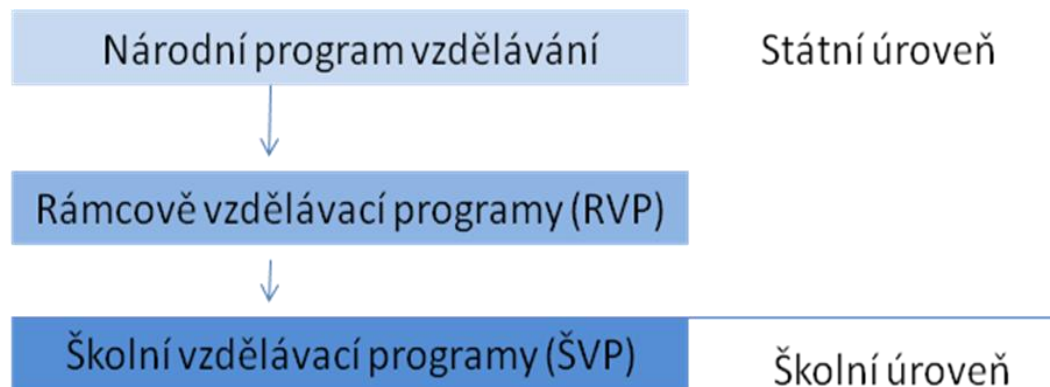 Národní program vzdělávání
Státní úroveň
Rámcově vzdělávací programy (RVP)
Školní vzdělávací programy (ŠVP)
Školní úroveň